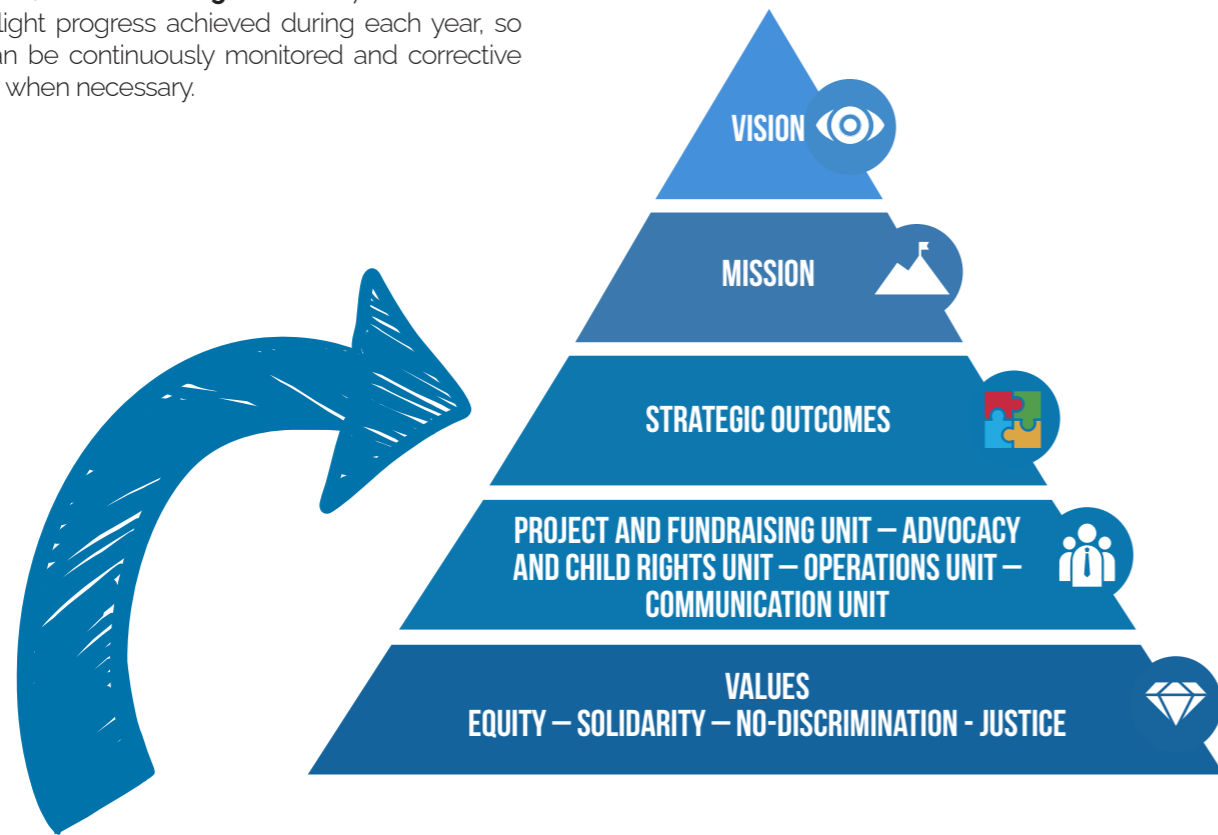 light progress achieved during each year, so
an be continuously monitored and corrective
when necessary.
VISION
MISSION
STRATEGIC OUTCOMES
PROJECT AND FUNDRAISING UNIT – ADVOCACY
AND CHILD RIGHTS UNIT – OPERATIONS UNIT –
COMMUNICATION UNIT
VALUES
EQUITY – SOLIDARITY – NO-DISCRIMINATION - JUSTICE